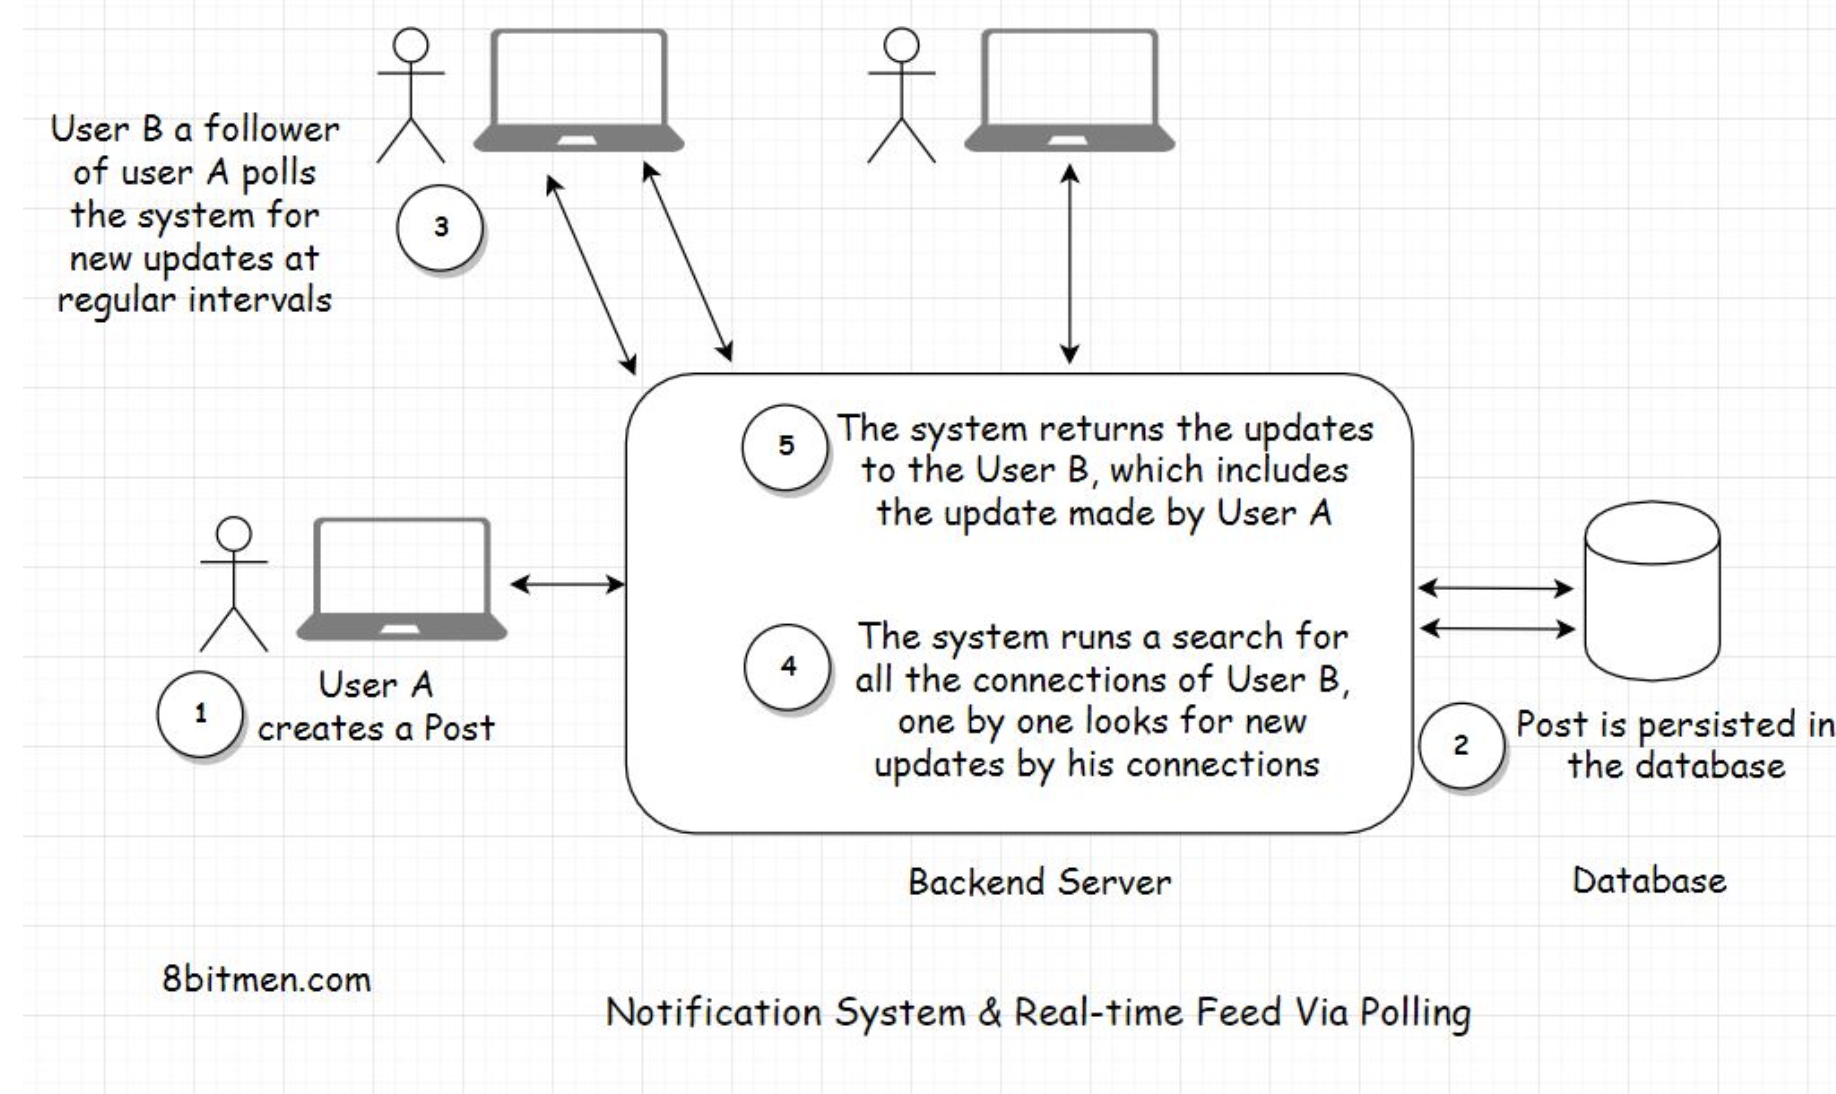 User B a follower
of user A polls
the system for
new updates at
regular intervals
3
5
The system returns the updates
to the User B, which includes
the update made by User A
4
The system runs a search for
all the connections of User B,
one by one looks for new
updates by his connections
1
User A
creates a Post
2
Post is persisted in
the database
Backend Server
Database
8bitmen.com
Notification System & Real-time Feed Via Polling